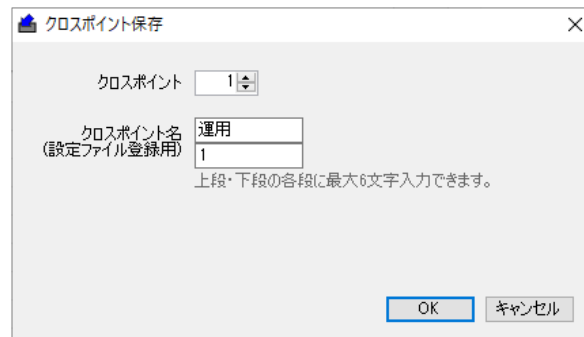 クロスポイント保存
クロスポイント 1
クロスポイント名
(設定ファイル登録用)
運用
1
上段・下段の各段に最大6文字入力できます。
OK キャンセル